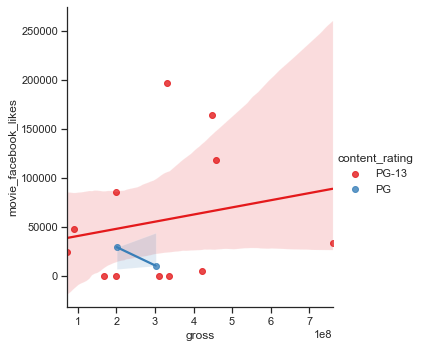 250000
200000
150000
100000
50000
0
movie_facebook_likes
1 2 3 4 5 6 7
1e8
gross
content_rating
PG-13
PG